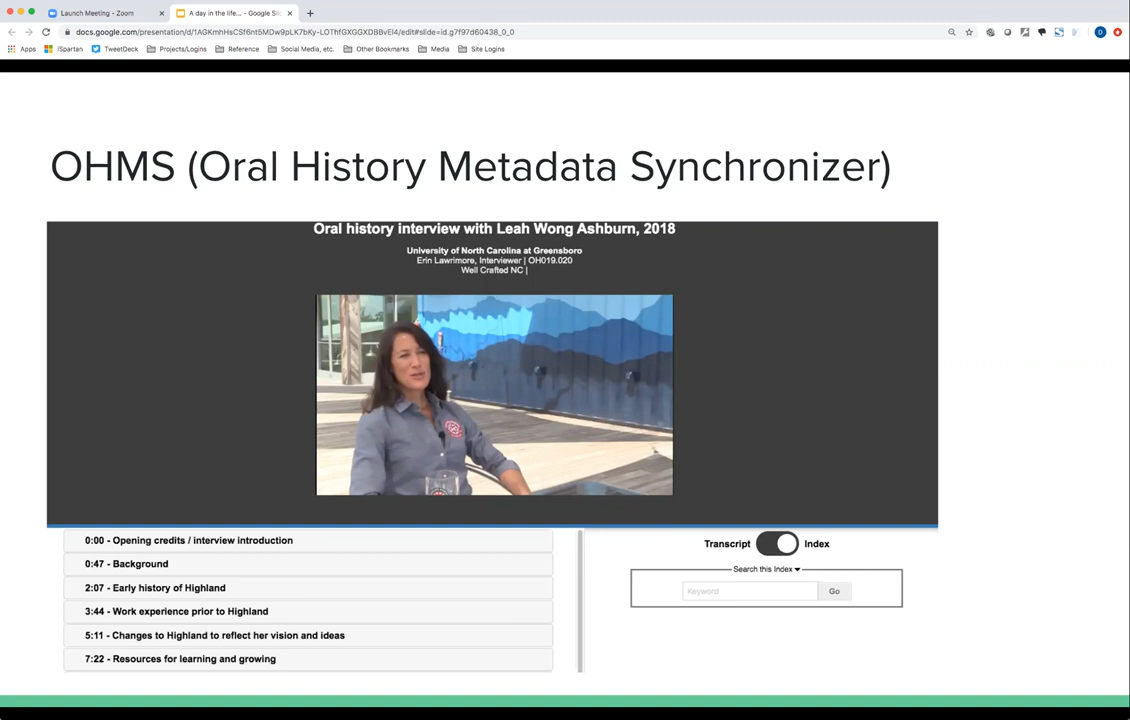 Launch Meeting - Zoom
A day in the life... - Google Sli
docs.google.com/presentation/d/1AGKmhHsCSf6nt5MDw9pLK7bKy-LOThfGXGGXDBBvEl4/edit#slide=id.g7f97d60438_0_0
Apps iSpartan TweetDeck Projects/Logins Reference Social Media, etc. Other Bookmarks Media Site Logins
OHMS (Oral History Metadata Synchronizer)
Oral history interview with Leah Wong Ashburn, 2018
University of North Carolina at Greensboro
Erin Lawrimore, Interviewer | OH019.020
Well Crafted NC |
0:00 - Opening credits / interview introduction
0:47 - Background
2:07 - Early history of Highland
3:44 - Work experience prior to Highland
5:11 - Changes to Highland to reflect her vision and ideas
7:22 - Resources for learning and growing
Transcript Index
Search this Index
Keyword Go